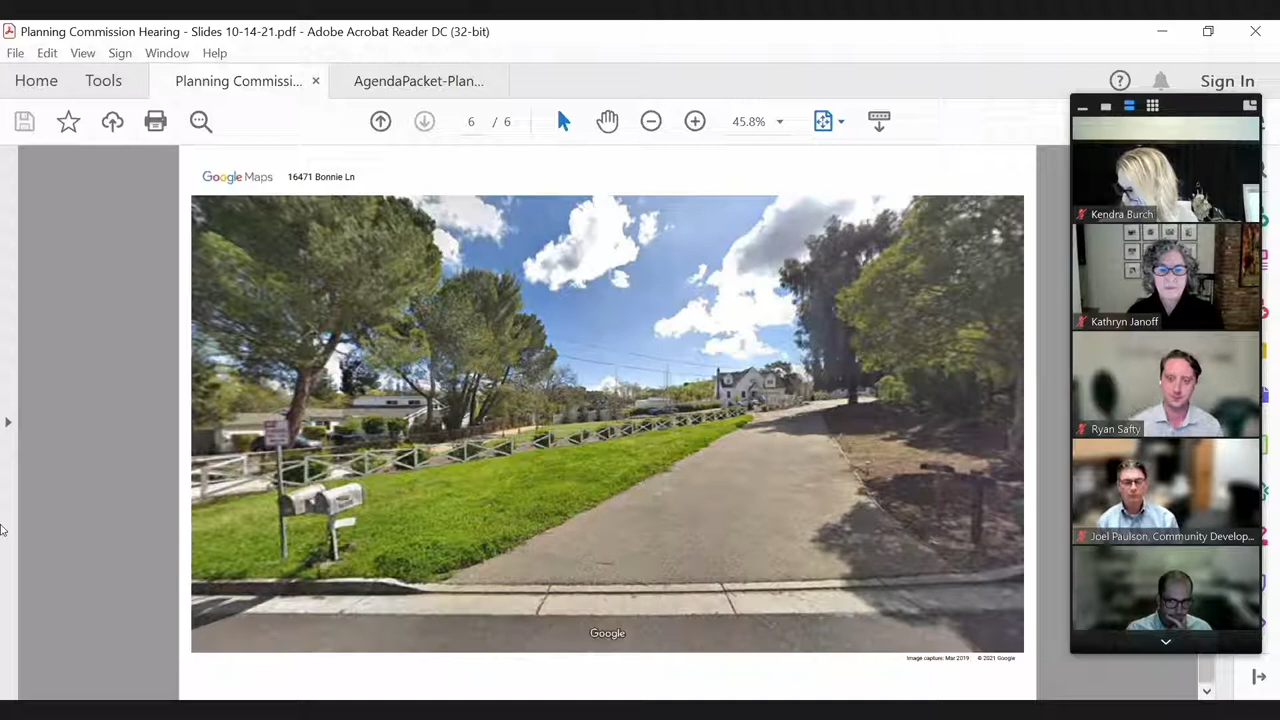 Planning Commission Hearing - Slides 10-14-21.pdf - Adobe Acrobat Reader DC (32-bit)
File Edit View Sign Window Help
Home Tools Planning Commissi... × AgendaPacket-Plan... Sign In
6 / 6 45.8%
Google Maps 16471 Bonnie Ln
Kendra Burch
Kathryn Janoff
Ryan Safty
Joel Paulson, Community Develop...
Google
Image capture: Mar 2019 © 2021 Google